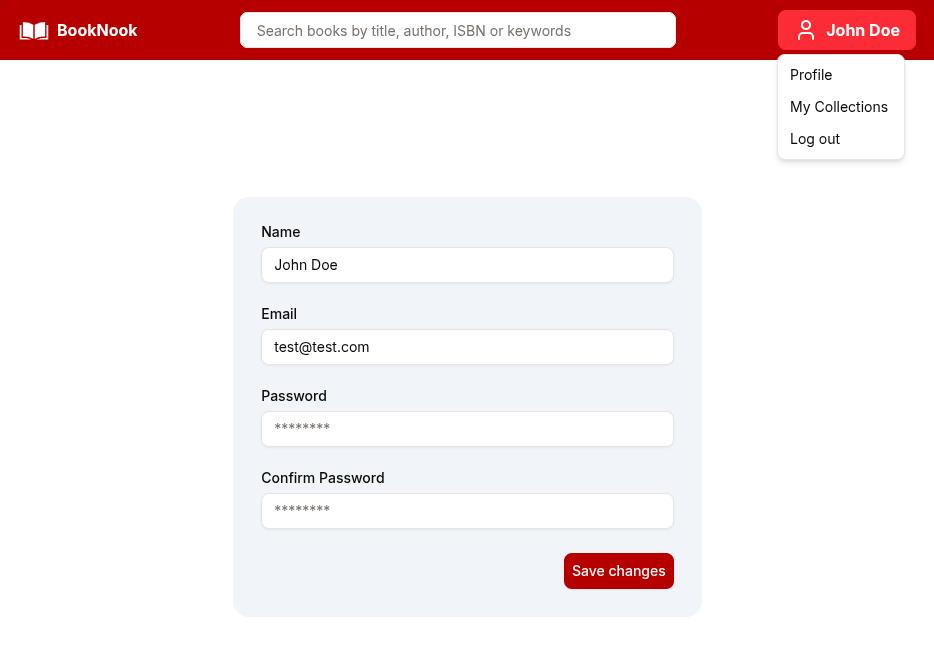 BookNook
Search books by title, author, ISBN or keywords
John Doe
Profile
My Collections
Log out
Name
John Doe
Email
test@test.com
Password
********
Confirm Password
********
Save changes